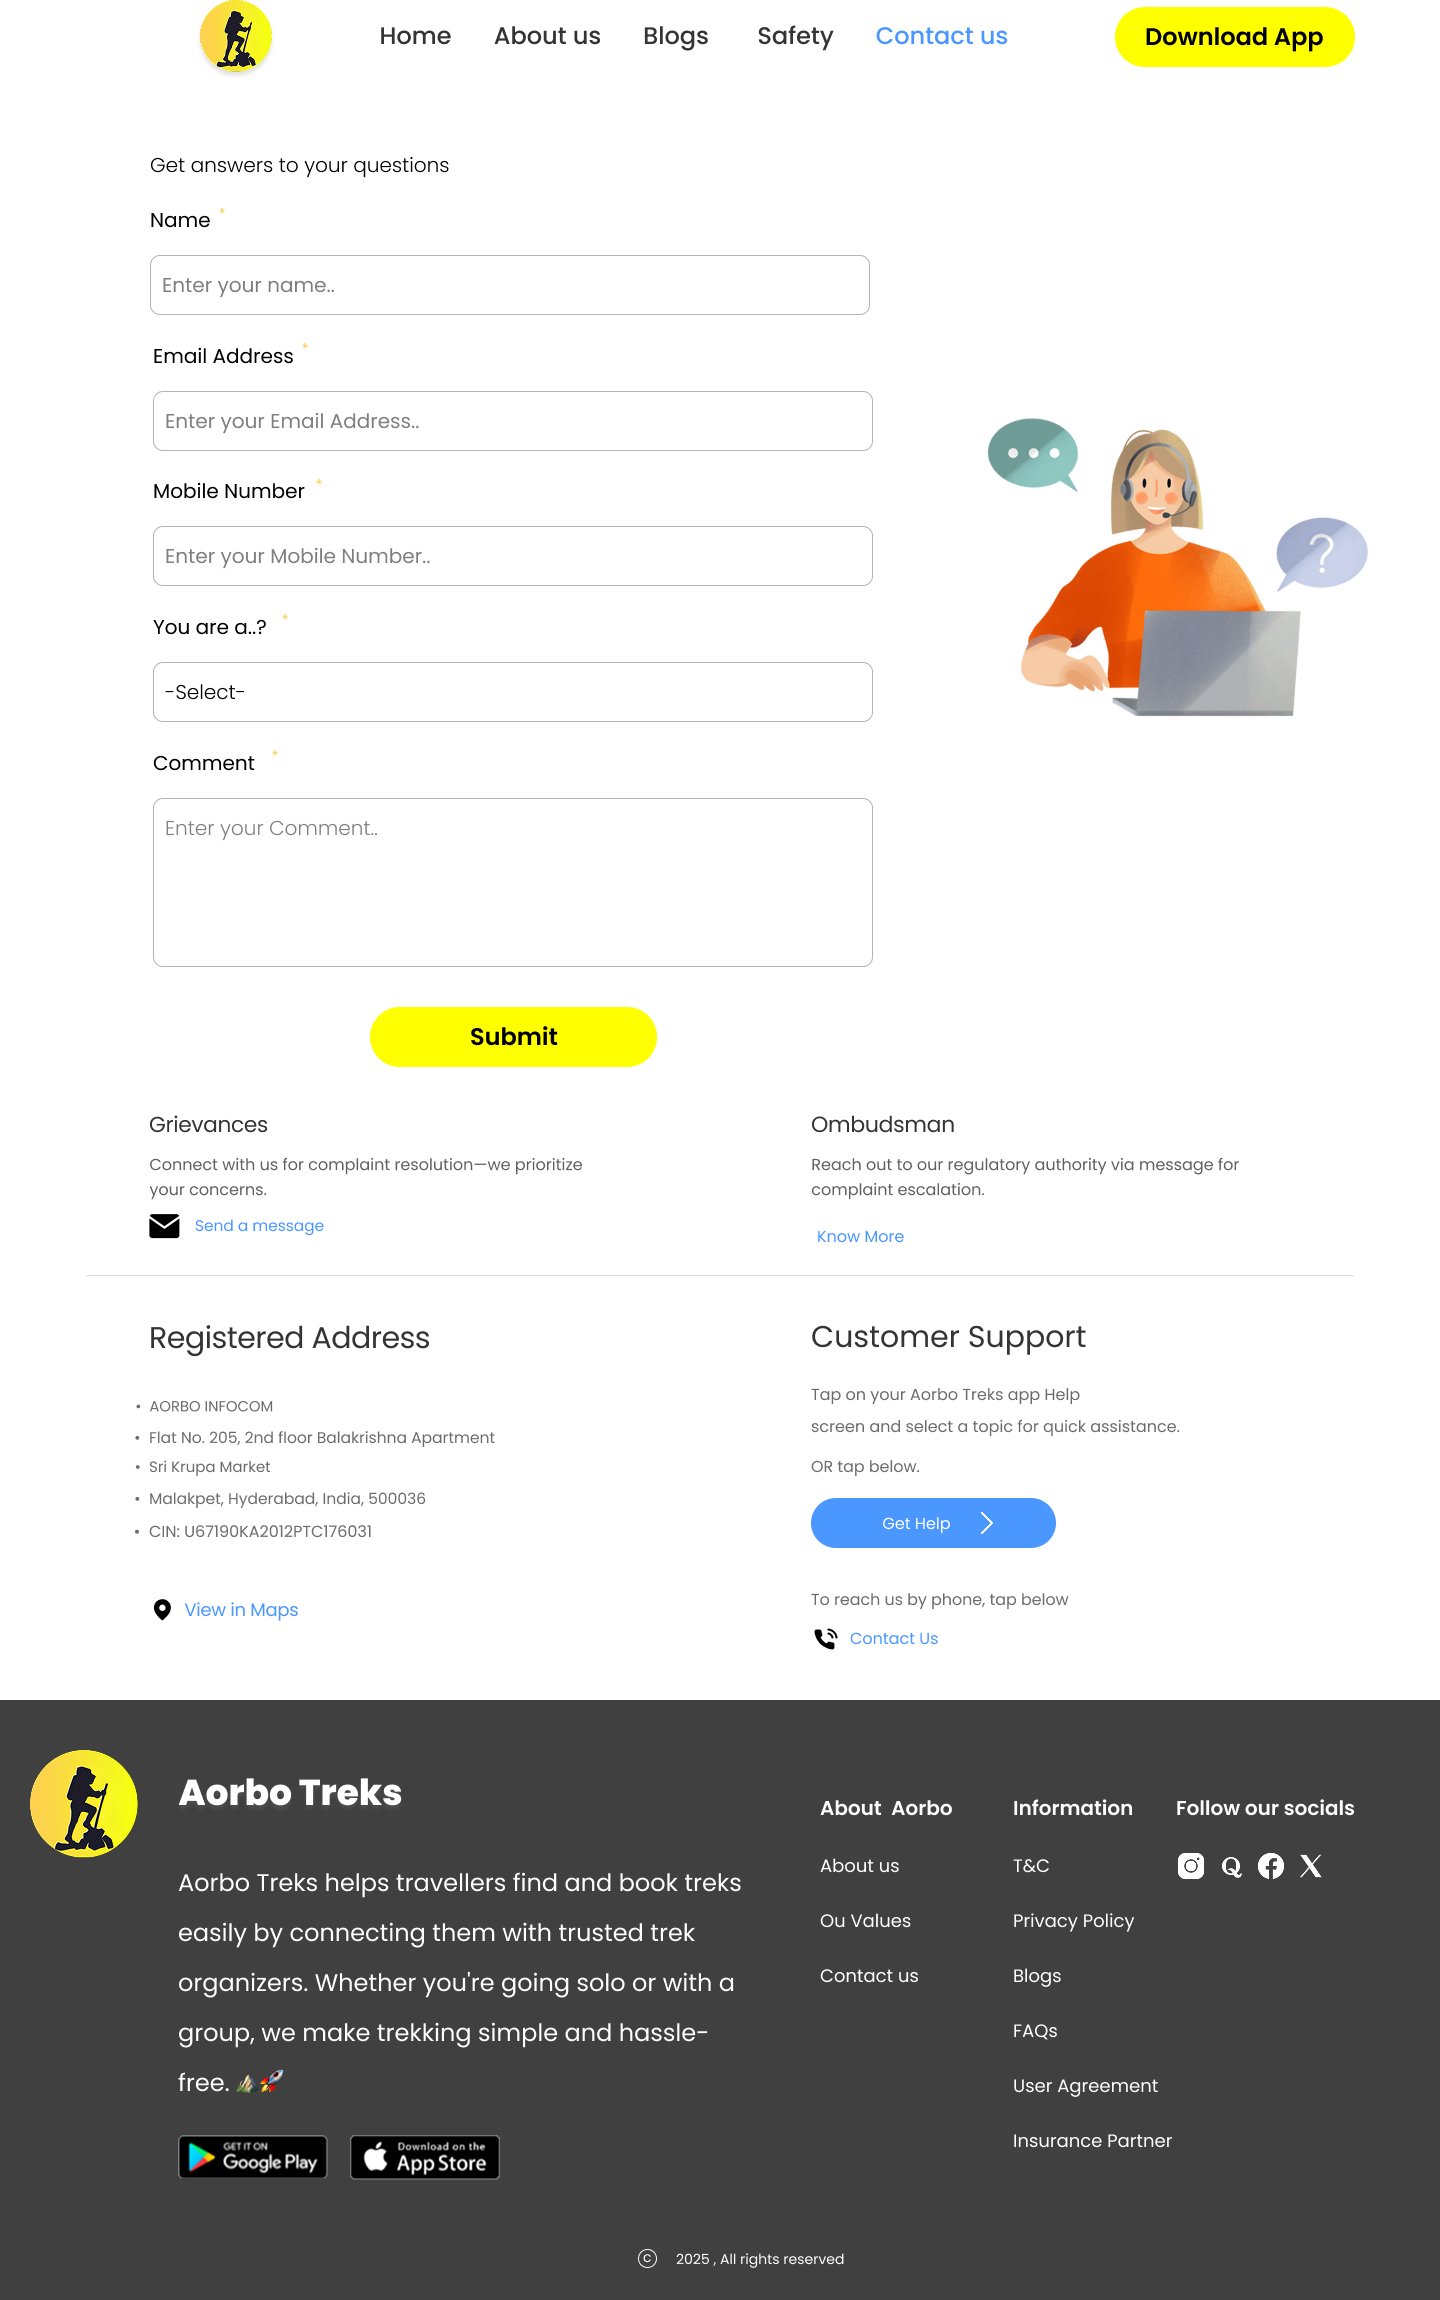 Home About us Blogs Safety Contact us Download App
Get answers to your questions
Name *
Enter your name..
Email Address *
Enter your Email Address..
Mobile Number *
Enter your Mobile Number..
You are a..? *
-Select-
Comment *
Enter your Comment..
Submit
Grievances
Connect with us for complaint resolution—we prioritize
your concerns.
Send a message
Ombudsman
Reach out to our regulatory authority via message for
complaint escalation.
Know More
Registered Address
• AORBO INFOCOM
• Flat No. 205, 2nd floor Balakrishna Apartment
• Sri Krupa Market
• Malakpet, Hyderabad, India, 500036
• CIN: U67190KA2012PTC176031
View in Maps
Customer Support
Tap on your Aorbo Treks app Help
screen and select a topic for quick assistance.
OR tap below.
Get Help
To reach us by phone, tap below
Contact Us
Aorbo Treks
Aorbo Treks helps travellers find and book treks
easily by connecting them with trusted trek
organizers. Whether you're going solo or with a
group, we make trekking simple and hassle-
free. 🏔️🚀
GET IT ON
Google Play
Download on the
App Store
About Aorbo
About us
Ou Values
Contact us
Information
T&C
Privacy Policy
Blogs
FAQs
User Agreement
Insurance Partner
Follow our socials
© 2025 , All rights reserved